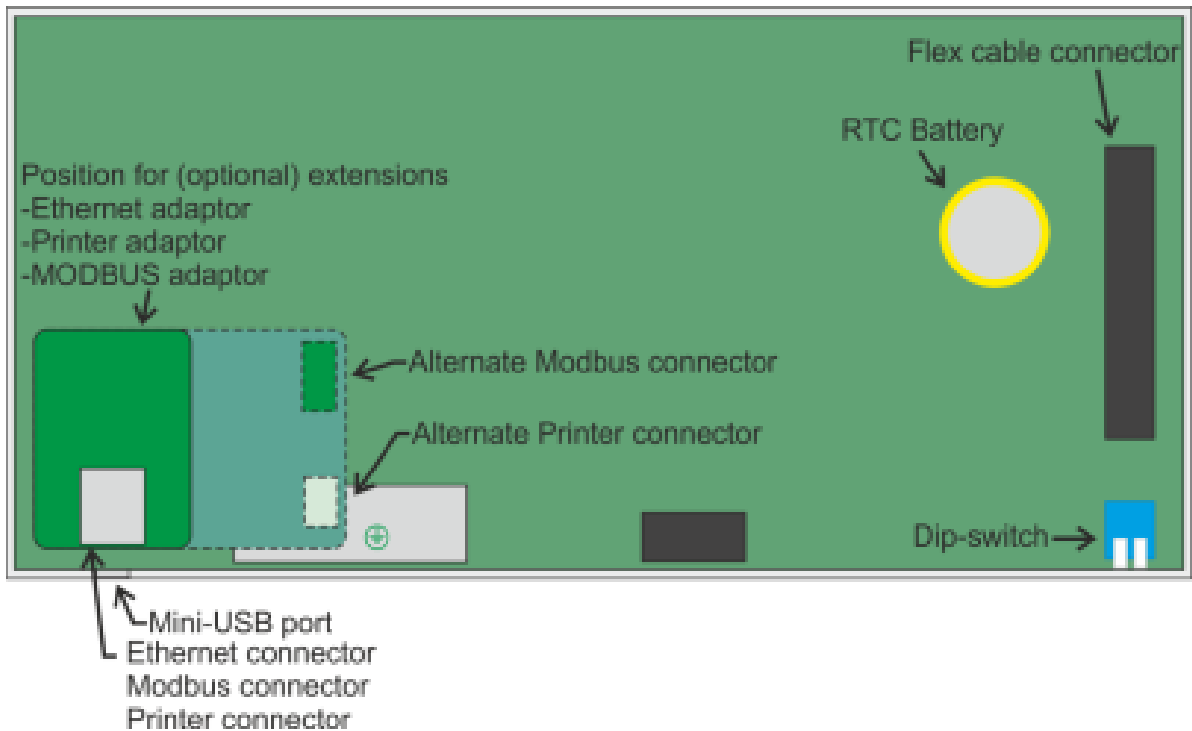 Flex cable connector
RTC Battery
Position for (optional) extensions
-Ethernet adaptor
-Printer adaptor
-MODBUS adaptor
Alternate Modbus connector
Alternate Printer connector
Dip-switch
Mini-USB port
Ethernet connector
Modbus connector
Printer connector